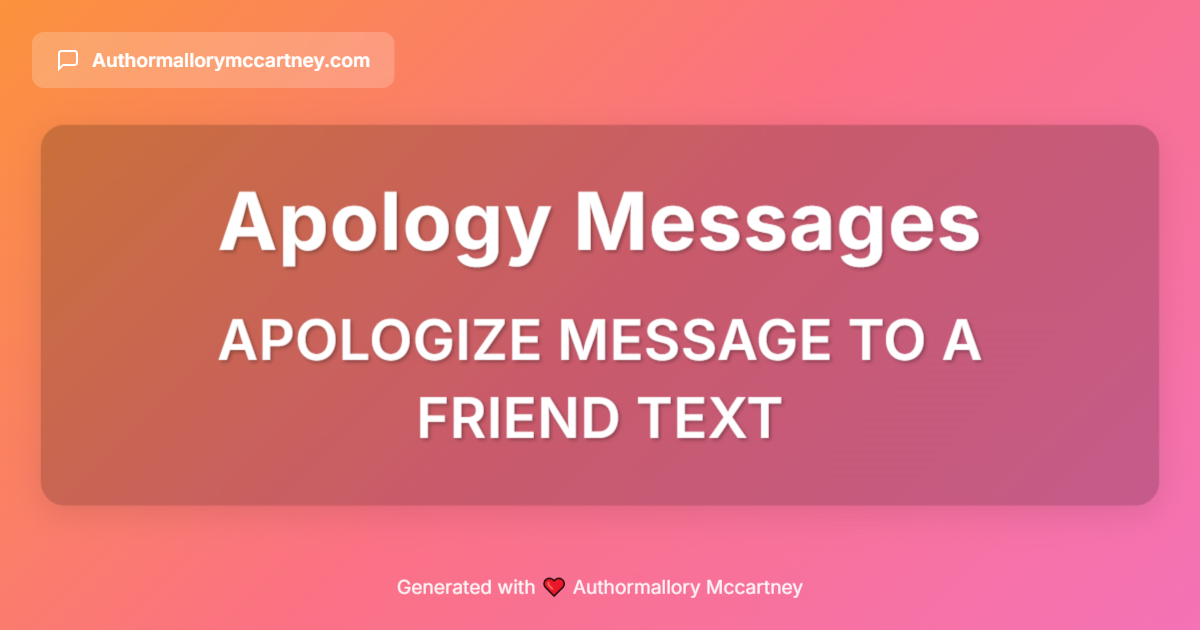 Authormallorymccartney.com
Apology Messages
APOLOGIZE MESSAGE TO A
FRIEND TEXT
Generated with ❤️ Authormallory Mccartney